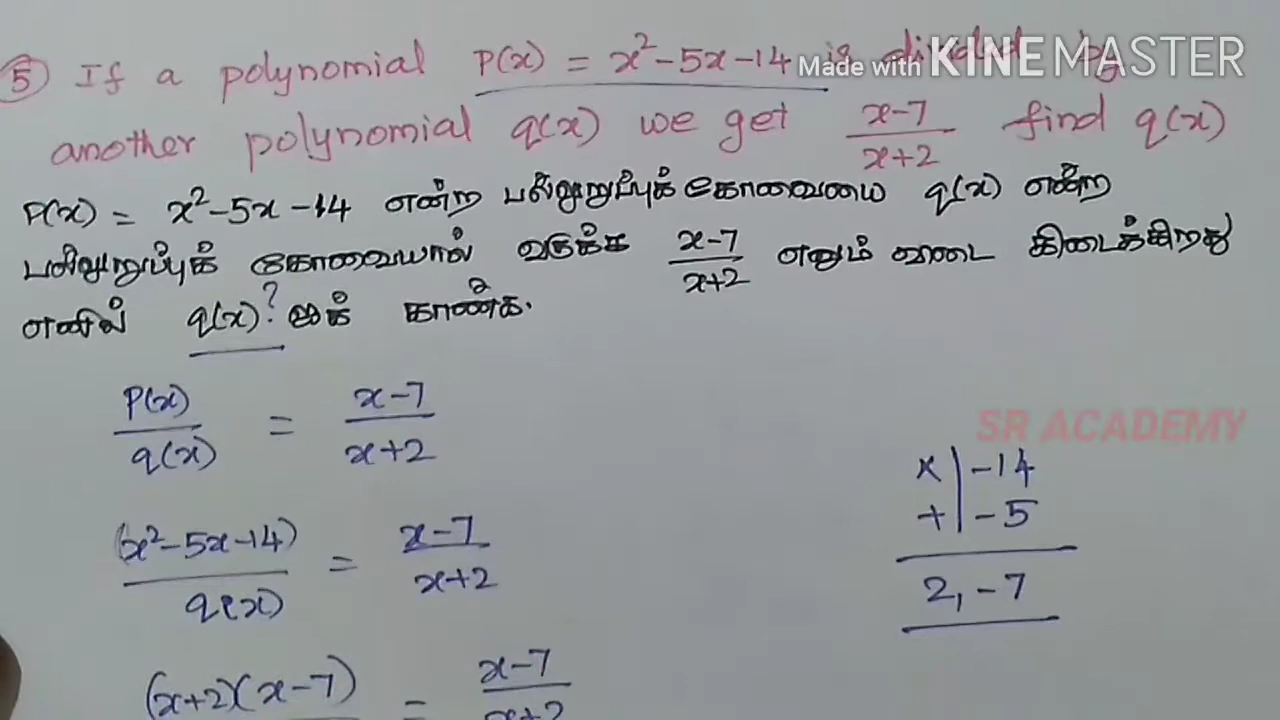 ⑤ If a polynomial P(x) = x² - 5x - 14 is divided by
Made with KINEMASTER
another polynomial q(x) we get (x-7)/(x+2) find q(x)
P(x) = x² - 5x - 14 என்ற பல்லுறுப்புக் கோவையை q(x) என்ற
பல்லுறுப்புக் கோவையால் வகுக்க (x-7)/(x+2) எனும் விடை கிடைக்கிறது
எனில் q(x)? ஐக் காண்க.
P(x)/q(x) = (x-7)/(x+2)
SR ACADEMY
x | -14
+ | -5
2, -7
(x² - 5x - 14)/q(x) = (x-7)/(x+2)
(x+2)(x-7) = (x-7)/(x+2)